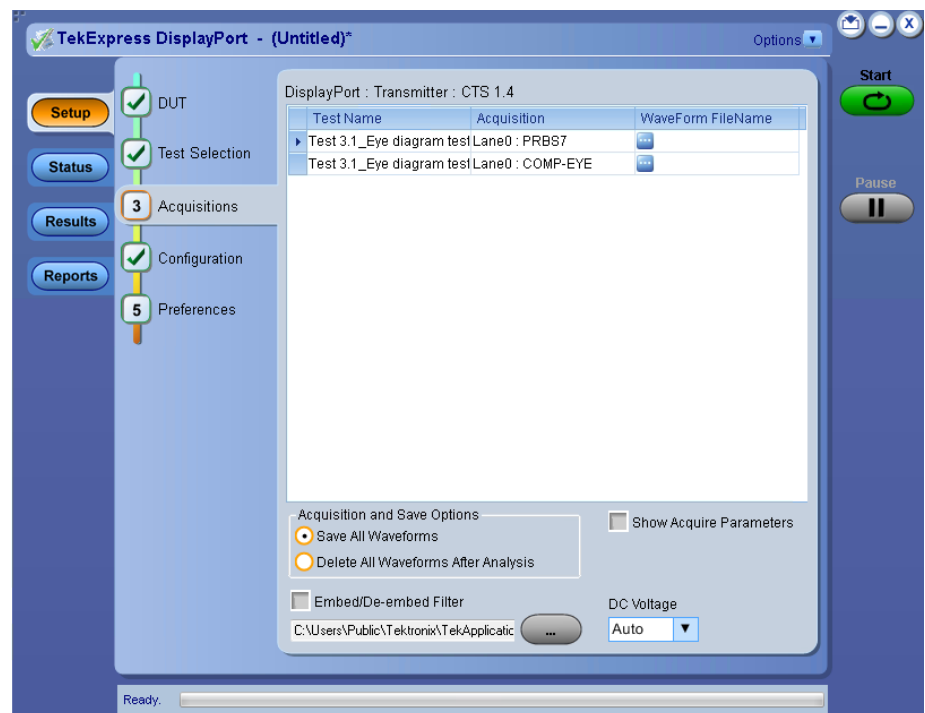 TekExpress DisplayPort - (Untitled)*
Options
Start
Pause
Setup
Status
Results
Reports
DUT
Test Selection
3 Acquisitions
Configuration
5 Preferences
DisplayPort : Transmitter : CTS 1.4
Test Name Acquisition WaveForm FileName
Test 3.1_Eye diagram test Lane0 : PRBS7 ...
Test 3.1_Eye diagram test Lane0 : COMP-EYE ...
Acquisition and Save Options
Save All Waveforms
Delete All Waveforms After Analysis
Show Acquire Parameters
Embed/De-embed Filter
C:\Users\Public\Tektronix\TekApplicatic ...
DC Voltage
Auto
Ready.